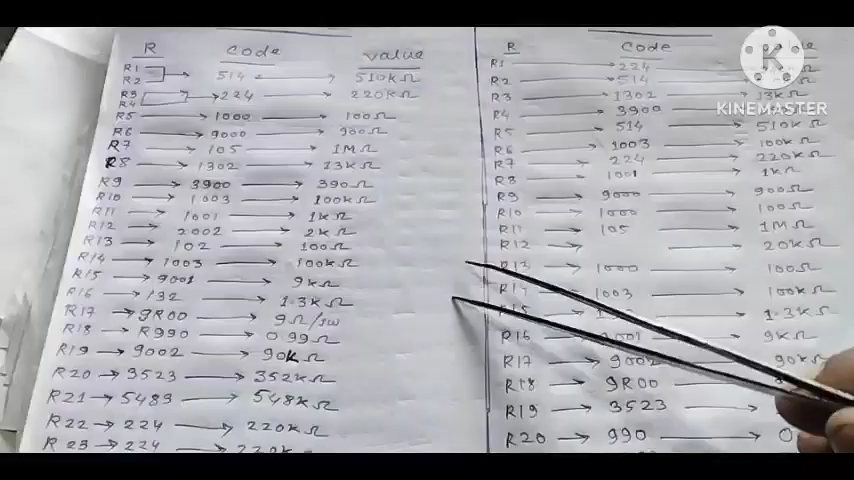 R code value
R1
R2 → 514 → 510KΩ
R3
R4 → 224 → 220KΩ
R5 → 1000 → 100Ω
R6 → 9000 → 900Ω
R7 → 105 → 1MΩ
R8 → 1302 → 13KΩ
R9 → 3900 → 390Ω
R10 → 1003 → 100KΩ
R11 → 1001 → 1KΩ
R12 → 2002 → 2KΩ
R13 → 102 → 100Ω
R14 → 1003 → 100KΩ
R15 → 9001 → 9KΩ
R16 → 132 → 1.3KΩ
R17 → 9R00 → 9Ω/3W
R18 → R990 → 0.99Ω
R19 → 9002 → 90KΩ
R20 → 3523 → 352KΩ
R21 → 5483 → 548KΩ
R22 → 224 → 220KΩ
R23 → 224 → 220K
R code
R1 → 224
R2 → 514
R3 → 1302 → 13KΩ
R4 → 3900
R5 → 514 → 510KΩ
R6 → 1003 → 100KΩ
R7 → 224 → 220KΩ
R8 → 1001 → 1KΩ
R9 → 9000 → 900Ω
R10 → 1000 → 100Ω
R11 → 105 → 1MΩ
R12 → → 20KΩ
R13 → 1000 → 100Ω
R14 → 1003 → 100KΩ
R15 → 1.3KΩ
R16 → 9001 → 9KΩ
R17 → 9002 → 90KΩ
R18 → 9R00
R19 → 3523
R20 → 990 → 0
KINEMASTER